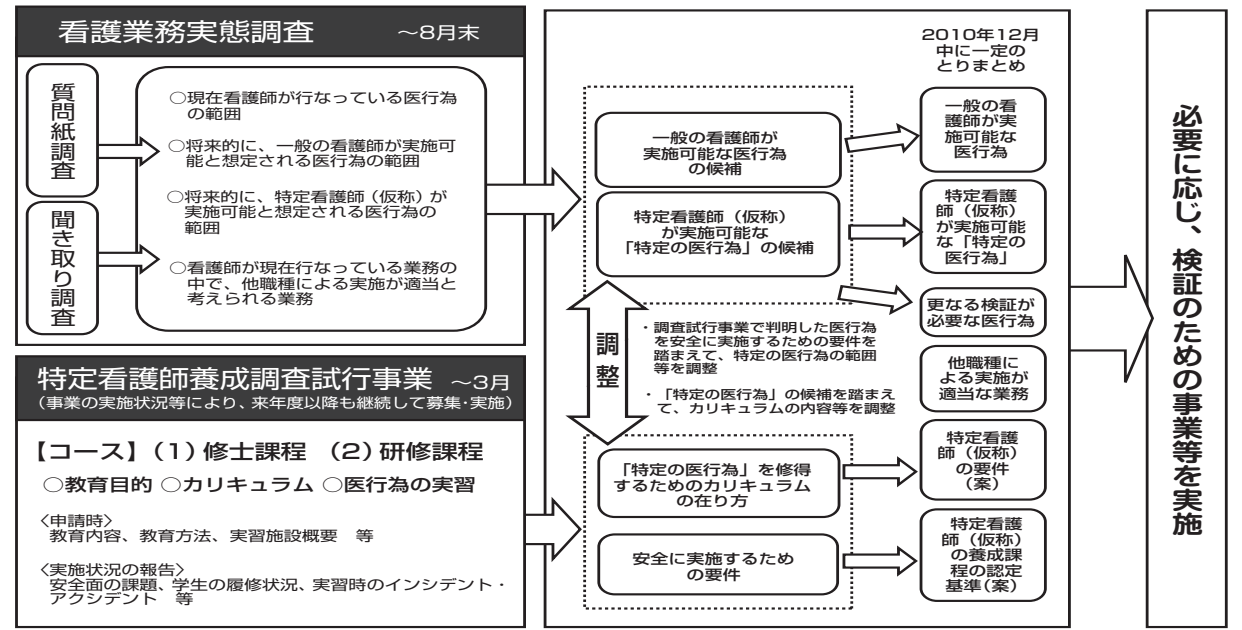 看護業務実態調査 ～8月末
質問紙調査
聞き取り調査
○現在看護師が行なっている医行為
の範囲
○将来的に、一般の看護師が実施可
能と想定される医行為の範囲
○将来的に、特定看護師（仮称）が
実施可能と想定される医行為の
範囲
○看護師が現在行なっている業務の
中で、他職種による実施が適当と
考えられる業務
特定看護師養成調査試行事業 ～3月
（事業の実施状況等により、来年度以降も継続して募集・実施）
【コース】（1）修士課程 （2）研修課程
○教育目的 ○カリキュラム ○医行為の実習
〈申請時〉
教育内容、教育方法、実習施設概要 等
〈実施状況の報告〉
安全面の課題、学生の履修状況、実習時のインシデント・
アクシデント 等
一般の看護師が
実施可能な医行為
の候補
特定看護師（仮称）
が実施可能な
「特定の医行為」の候補
調整
・調査試行事業で判明した医行為
を安全に実施するための要件を
踏まえて、特定の医行為の範囲
等を調整
・「特定の医行為」の候補を踏まえ
て、カリキュラムの内容等を調整
「特定の医行為」を修得
するためのカリキュラム
の在り方
安全に実施するため
の要件
2010年12月
中に一定の
とりまとめ
一般の看
護師が実
施可能な
医行為
特定看護
師（仮称）
が実施可能
な「特定の
医行為」
更なる検証が
必要な医行為
他職種に
よる実施が
適当な業務
特定看護
師（仮称）
の要件
（案）
特定看護
師（仮称）
の養成課
程の認定
基準（案）
必要に応じ、検証のための事業等を実施